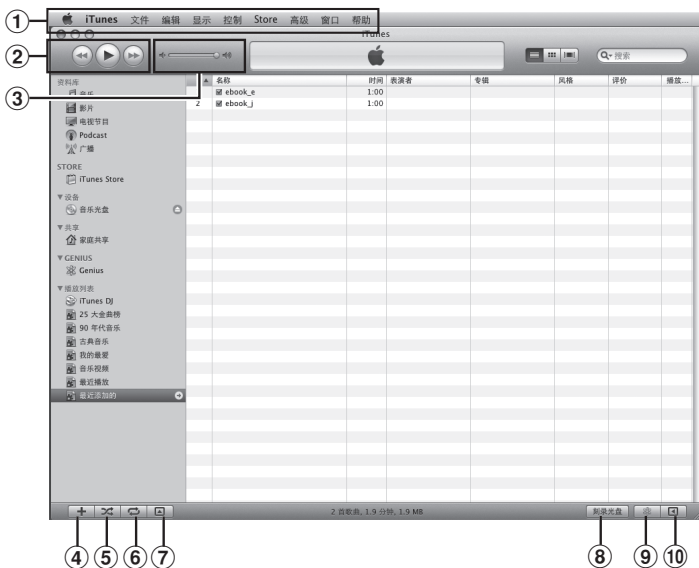 ① iTunes 文件 编辑 显示 控制 Store 高级 窗口 帮助
iTunes
②
搜索
③
资料库
名称 时间 表演者 专辑 风格 评价 播放...
音乐
ebook_e 1:00
影片
2 ebook_j 1:00
电视节目
Podcast
广播
STORE
iTunes Store
设备
音乐光盘
共享
家庭共享
GENIUS
Genius
播放列表
iTunes DJ
25 大金曲榜
90 年代音乐
古典音乐
我的最爱
音乐视频
最近播放
最近添加的
2 首歌曲, 1.9 分钟, 1.9 MB
刻录光盘
④ ⑤ ⑥ ⑦ ⑧ ⑨ ⑩